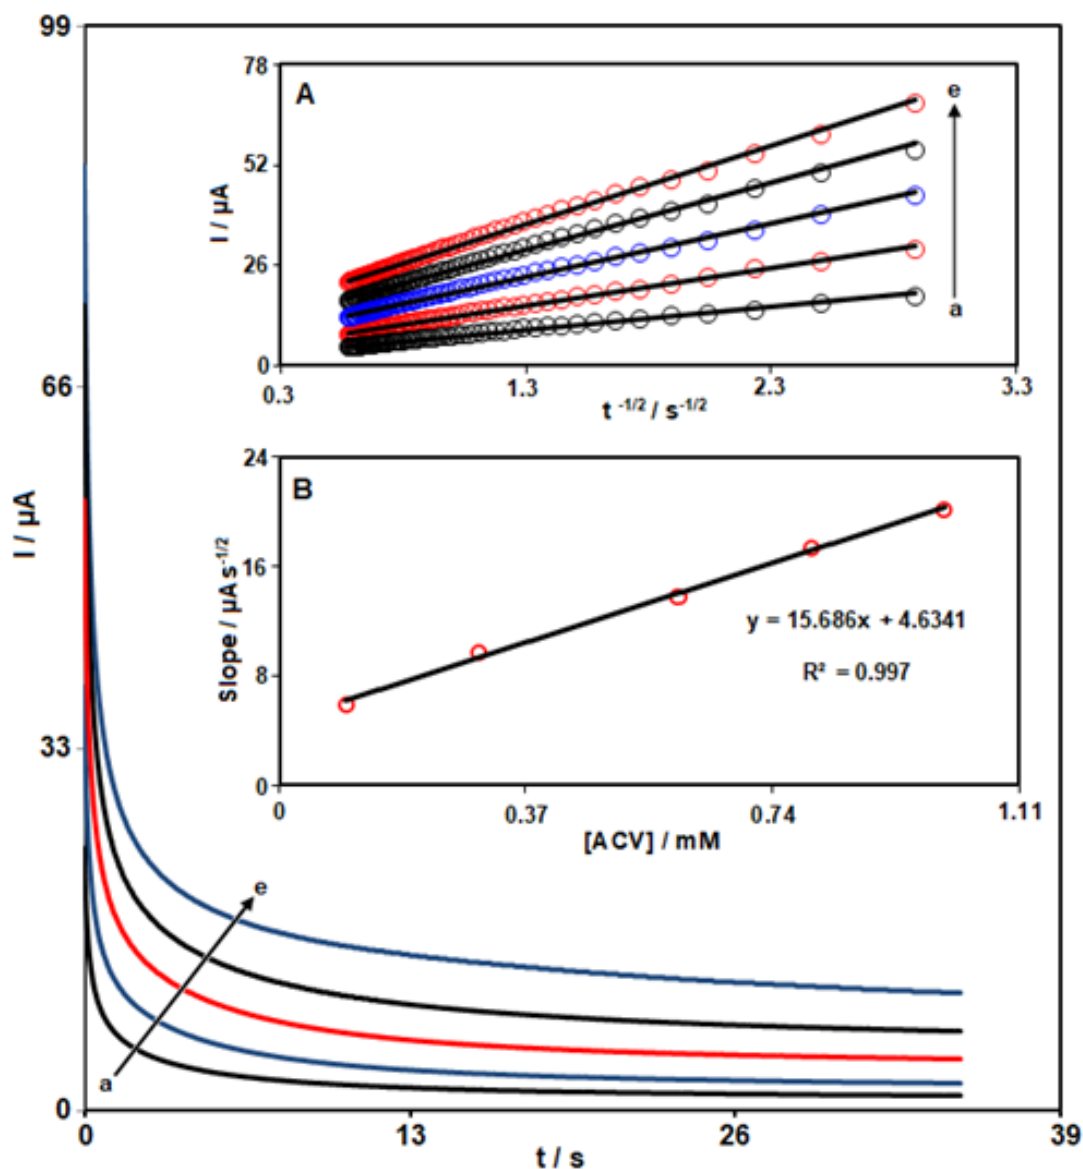 99
78
A
e
52
I / µA
26
a
0
0.3
1.3
2.3
3.3
t -1/2 / s-1/2
66
24
B
I / µA
Slope / µA s-1/2
16
y = 15.686x + 4.6341
R² = 0.997
8
33
0
0
0.37
0.74
1.11
[ACV] / mM
e
a
0
0
13
26
39
t / s